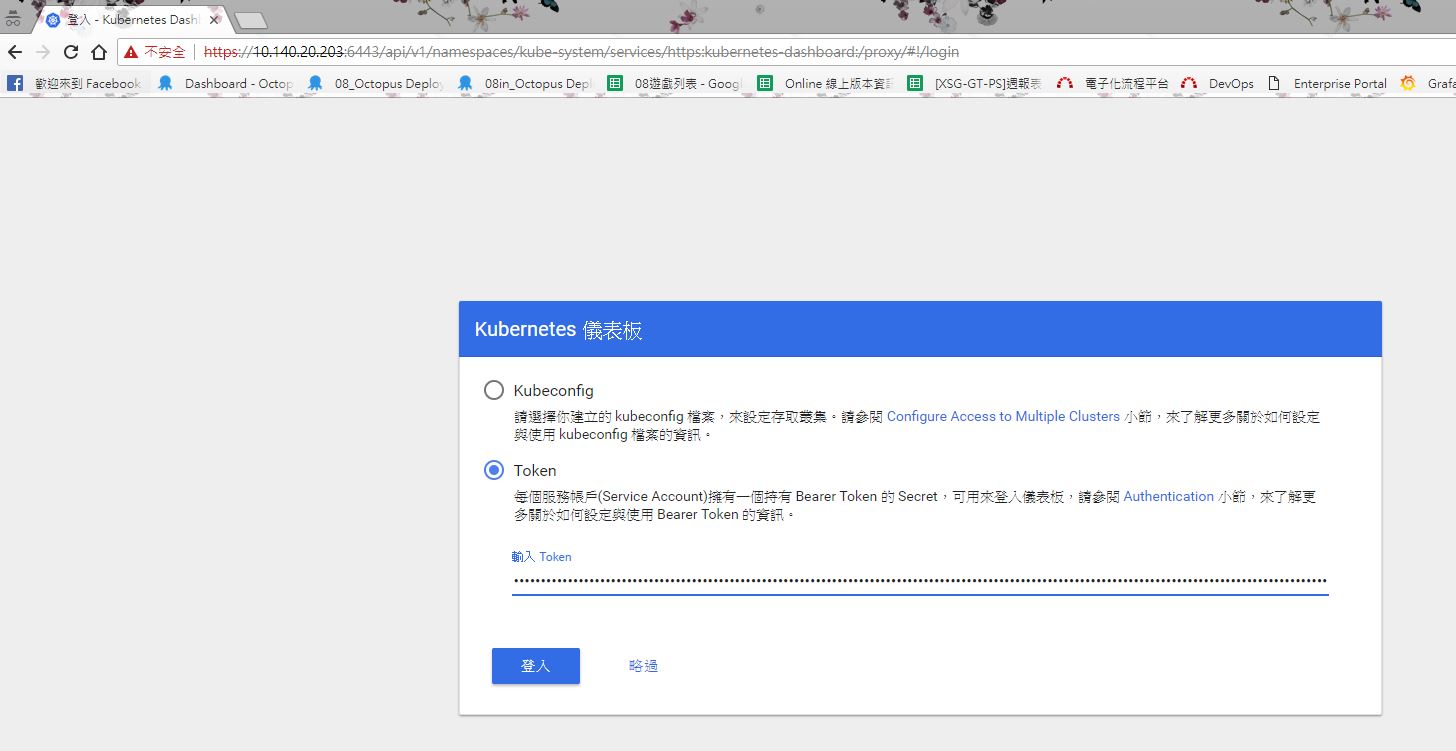 登入 - Kubernetes Dash
不安全 https://10.140.20.203:6443/api/v1/namespaces/kube-system/services/https:kubernetes-dashboard:/proxy/#!/login
歡迎來到 Facebook Dashboard - Octop 08_Octopus Deploy 08in_Octopus Depl 08遊戲列表 - Goog Online 線上版本資訊 [XSG-GT-PS]週報表 電子化流程平台 DevOps Enterprise Portal Grafa
Kubernetes 儀表板
Kubeconfig
請選擇你建立的 kubeconfig 檔案，來設定存取叢集。請參閱 Configure Access to Multiple Clusters 小節，來了解更多關於如何設定
與使用 kubeconfig 檔案的資訊。
Token
每個服務帳戶(Service Account)擁有一個持有 Bearer Token 的 Secret，可用來登入儀表板，請參閱 Authentication 小節，來了解更
多關於如何設定與使用 Bearer Token 的資訊。
輸入 Token
登入 略過